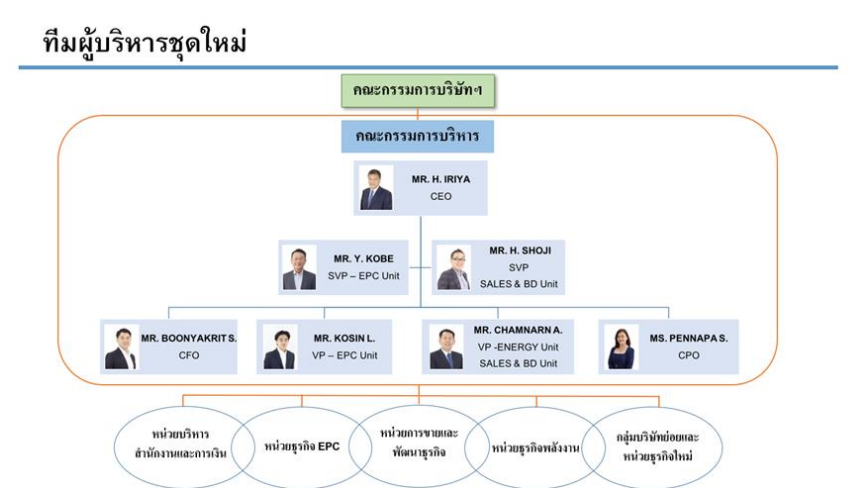 ทีมผู้บริหารชุดใหม่
คณะกรรมการบริษัทฯ
คณะกรรมการบริหาร
MR. H. IRIYA
CEO
MR. Y. KOBE
SVP – EPC Unit
MR. H. SHOJI
SVP
SALES & BD Unit
MR. BOONYAKRIT S.
CFO
MR. KOSIN L.
VP – EPC Unit
MR. CHAMNARN A.
VP -ENERGY Unit
SALES & BD Unit
MS. PENNAPA S.
CPO
หน่วยบริหาร
สำนักงานและการเงิน
หน่วยธุรกิจ EPC
หน่วยการขายและ
พัฒนาธุรกิจ
หน่วยธุรกิจพลังงาน
กลุ่มบริษัทย่อยและ
หน่วยธุรกิจใหม่